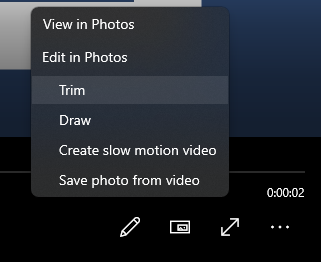 View in Photos
Edit in Photos
Trim
Draw
Create slow motion video
Save photo from video
0:00:02